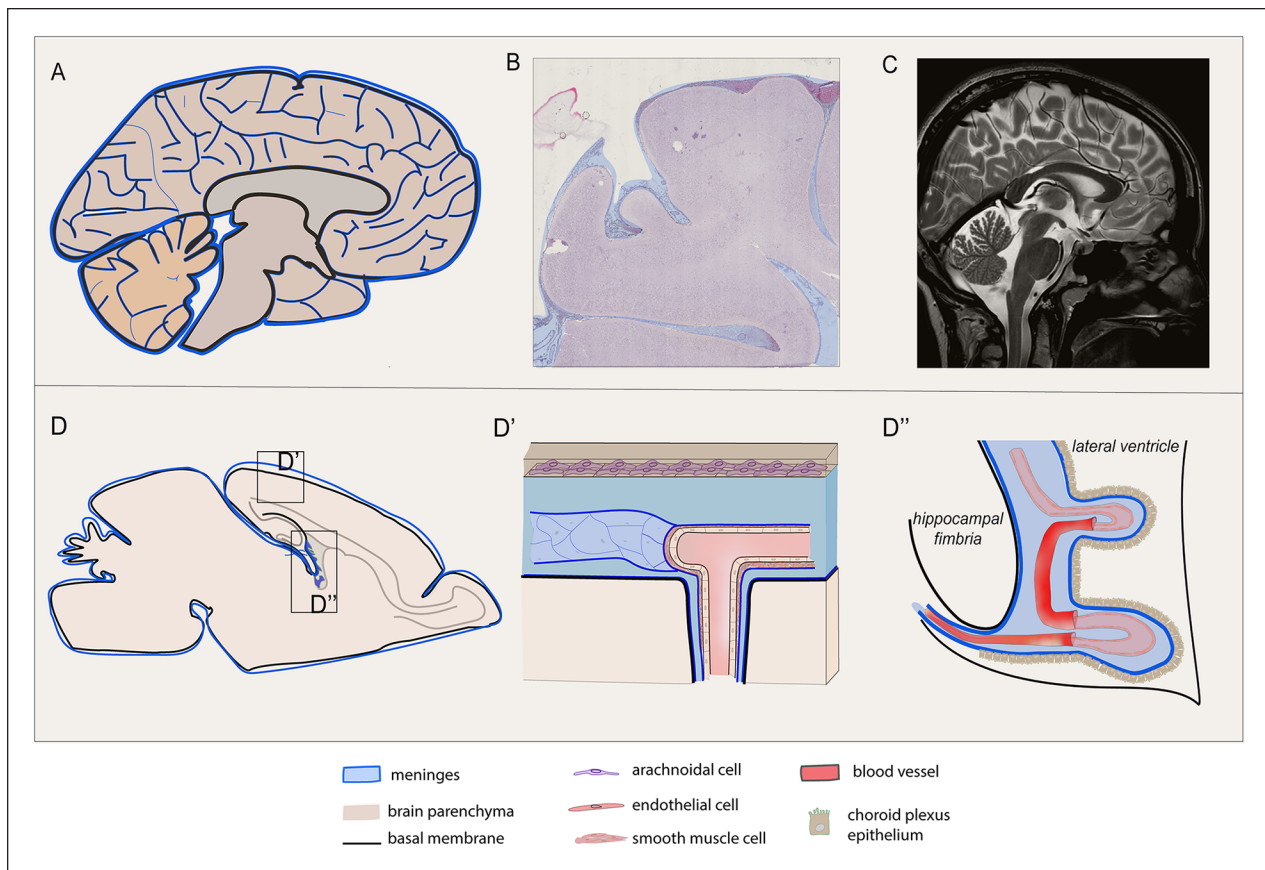 A
B
C
D
D'
D''
D'
D''
lateral ventricle
hippocampal
fimbria
meninges
arachnoidal cell
blood vessel
brain parenchyma
endothelial cell
choroid plexus
epithelium
basal membrane
smooth muscle cell